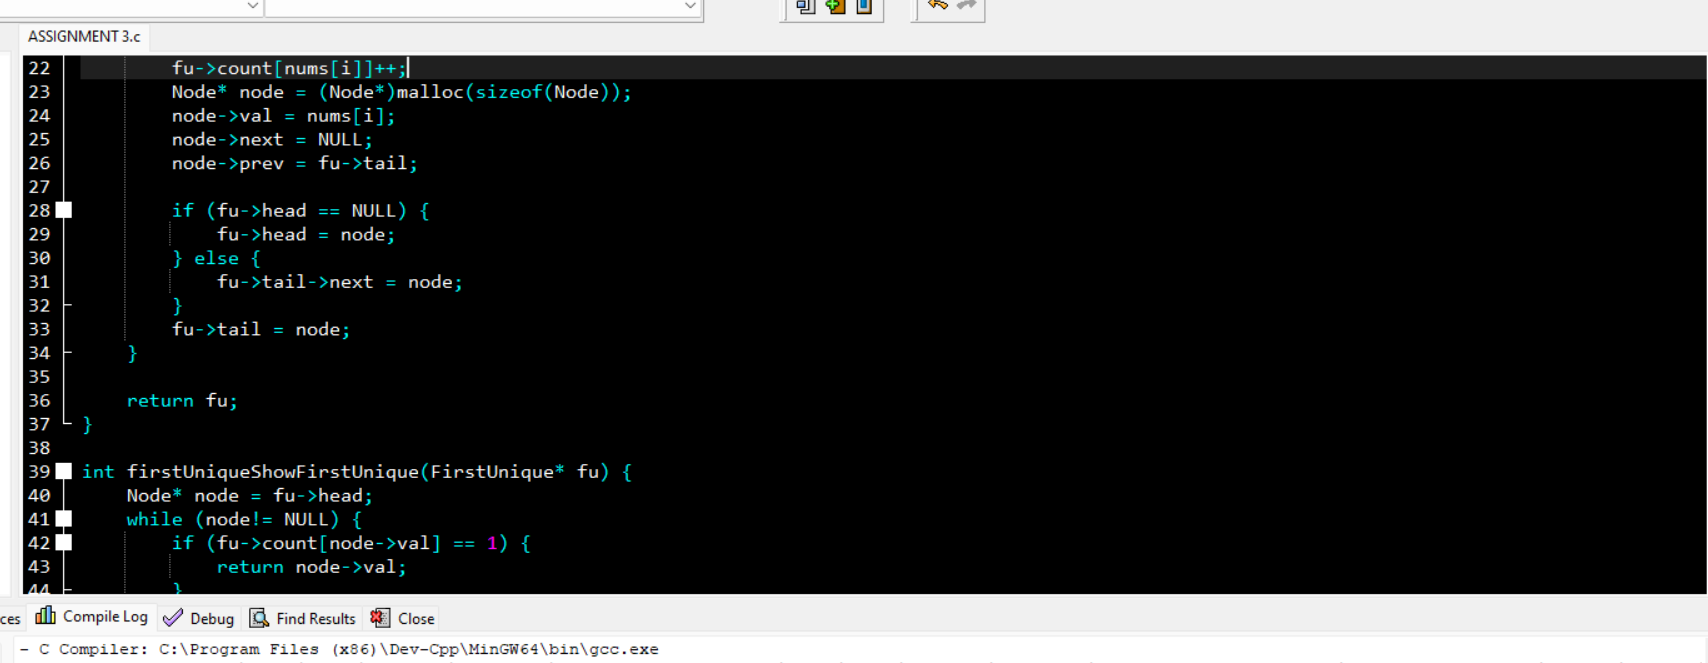 ASSIGNMENT 3.c
22 fu->count[nums[i]]++;
23 Node* node = (Node*)malloc(sizeof(Node));
24 node->val = nums[i];
25 node->next = NULL;
26 node->prev = fu->tail;
27
28 if (fu->head == NULL) {
29 fu->head = node;
30 } else {
31 fu->tail->next = node;
32 }
33 fu->tail = node;
34 }
35
36 return fu;
37 }
38
39 int firstUniqueShowFirstUnique(FirstUnique* fu) {
40 Node* node = fu->head;
41 while (node!= NULL) {
42 if (fu->count[node->val] == 1) {
43 return node->val;
44 }
ces Compile Log Debug Find Results Close
- C Compiler: C:\Program Files (x86)\Dev-Cpp\MinGW64\bin\gcc.exe